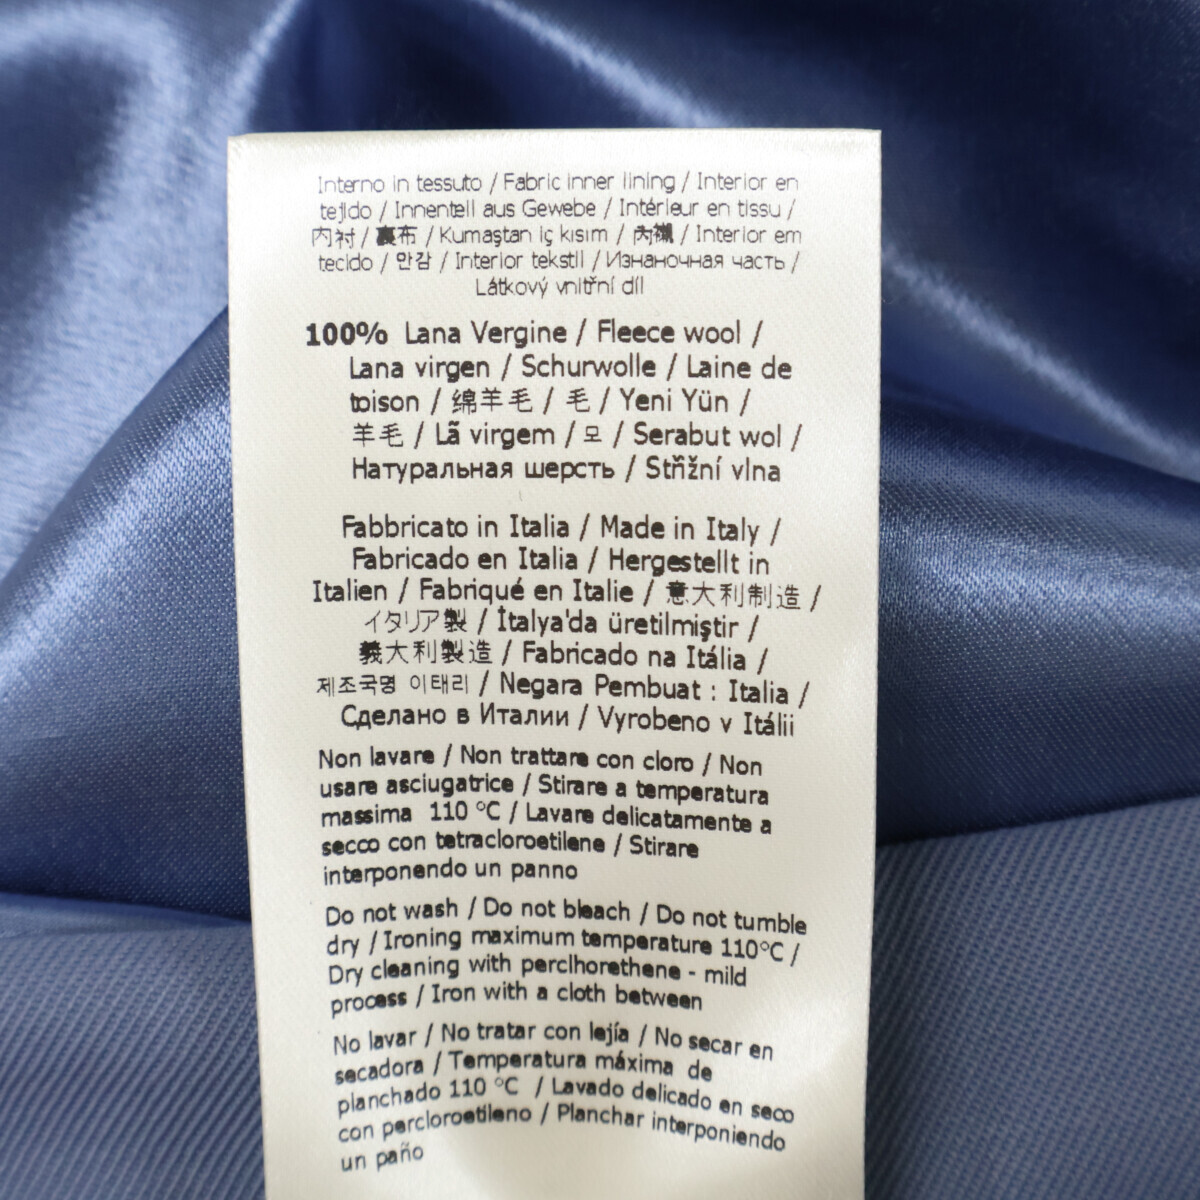 Interno in tessuto / Fabric inner lining / Interior en
tejido / Innenteil aus Gewebe / Intérieur en tissu /
内衬 / 裏布 / Kumaştan iç kısım / 內襯 / Interior em
tecido / 안감 / Interior tekstil / Изнаночная часть /
Látkový vnitřní díl
100% Lana Vergine / Fleece wool /
Lana virgen / Schurwolle / Laine de
toison / 绵羊毛 / 毛 / Yeni Yün /
羊毛 / Lã virgem / 모 / Serabut wol /
Натуральная шерсть / Střižní vlna
Fabbricato in Italia / Made in Italy /
Fabricado en Italia / Hergestellt in
Italien / Fabriqué en Italie / 意大利制造 /
イタリア製 / İtalya'da üretilmiştir /
義大利製造 / Fabricado na Itália /
제조국명 이태리 / Negara Pembuat : Italia /
Сделано в Италии / Vyrobeno v Itálii
Non lavare / Non trattare con cloro / Non
usare asciugatrice / Stirare a temperatura
massima 110 °C / Lavare delicatamente a
secco con tetracloroetilene / Stirare
interponendo un panno
Do not wash / Do not bleach / Do not tumble
dry / Ironing maximum temperature 110°C /
Dry cleaning with perclhorethene - mild
process / Iron with a cloth between
No lavar / No tratar con lejía / No secar en
secadora / Temperatura máxima de
planchado 110 °C / Lavado delicado en seco
con percloroetileno / Planchar interponiendo
un paño